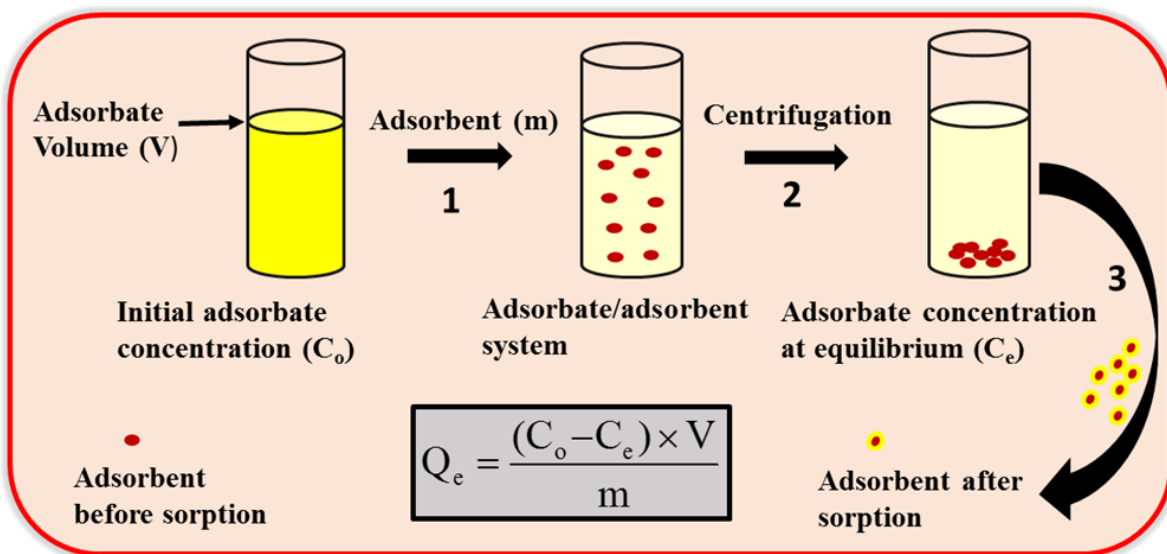 Adsorbate
Volume (V)
Adsorbent (m)
1
Centrifugation
2
3
Initial adsorbate
concentration (Cₒ)
Adsorbate/adsorbent
system
Adsorbate concentration
at equilibrium (Cₑ)
Adsorbent
before sorption
Qₑ = (Cₒ−Cₑ) × V / m
Adsorbent after
sorption